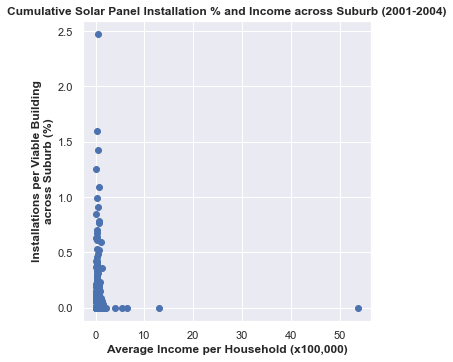 Cumulative Solar Panel Installation % and Income across Suburb (2001-2004)
2.5
2.0
1.5
1.0
0.5
0.0
Installations per Viable Building
across Suburb (%)
0 10 20 30 40 50
Average Income per Household (x100,000)